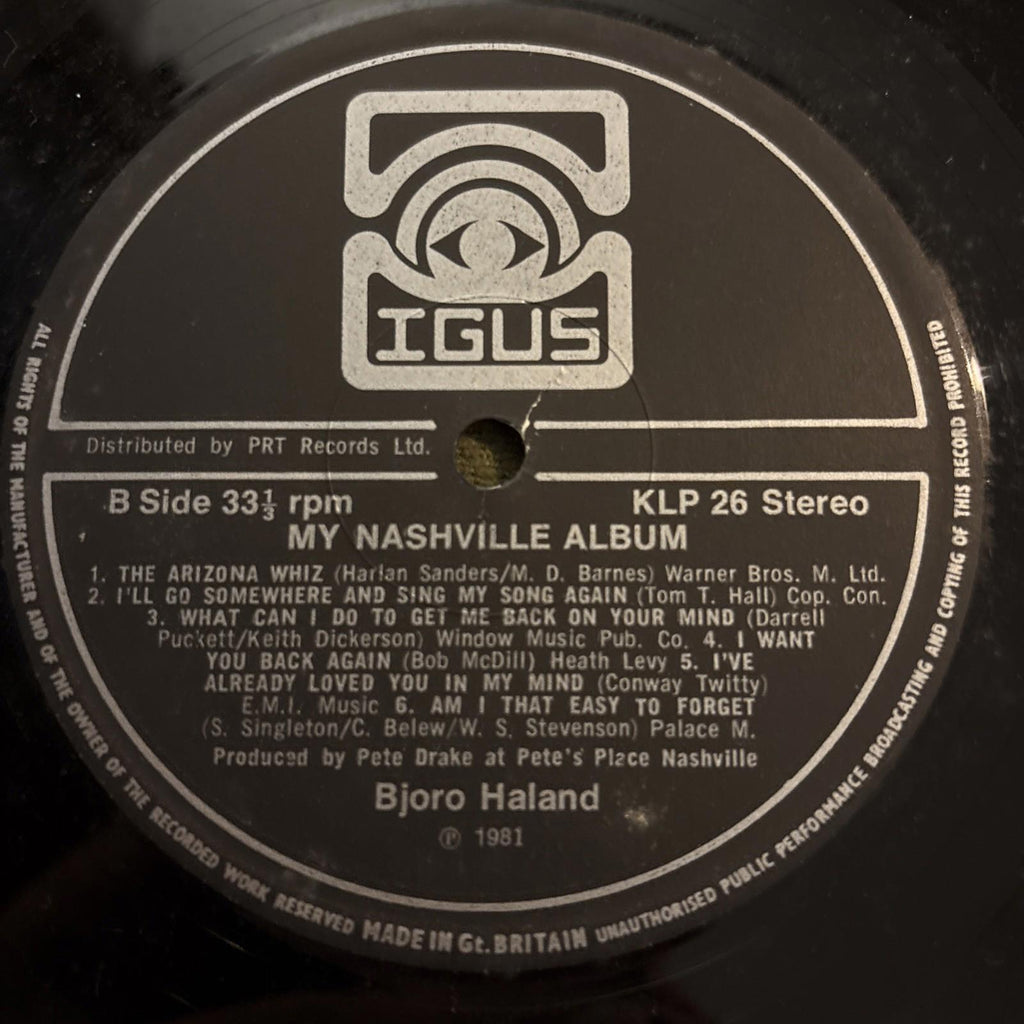 IGUS
Distributed by PRT Records Ltd.
B Side 33⅓ rpm KLP 26 Stereo
MY NASHVILLE ALBUM
1. THE ARIZONA WHIZ (Harlan Sanders/M. D. Barnes) Warner Bros. M. Ltd.
2. I'LL GO SOMEWHERE AND SING MY SONG AGAIN (Tom T. Hall) Cop. Con.
3. WHAT CAN I DO TO GET ME BACK ON YOUR MIND (Darrell
Puckett/Keith Dickerson) Window Music Pub. Co. 4. I WANT
YOU BACK AGAIN (Bob McDill) Heath Levy 5. I'VE
ALREADY LOVED YOU IN MY MIND (Conway Twitty)
E.M.I. Music 6. AM I THAT EASY TO FORGET
(S. Singleton/C. Belew/W. S. Stevenson) Palace M.
Produced by Pete Drake at Pete's Place Nashville
Bjoro Haland
℗ 1981
ALL RIGHTS OF THE MANUFACTURER AND OF THE OWNER OF THE RECORDED WORK RESERVED MADE IN Gt. BRITAIN UNAUTHORISED PUBLIC PERFORMANCE BROADCASTING AND COPYING OF THIS RECORD PROHIBITED